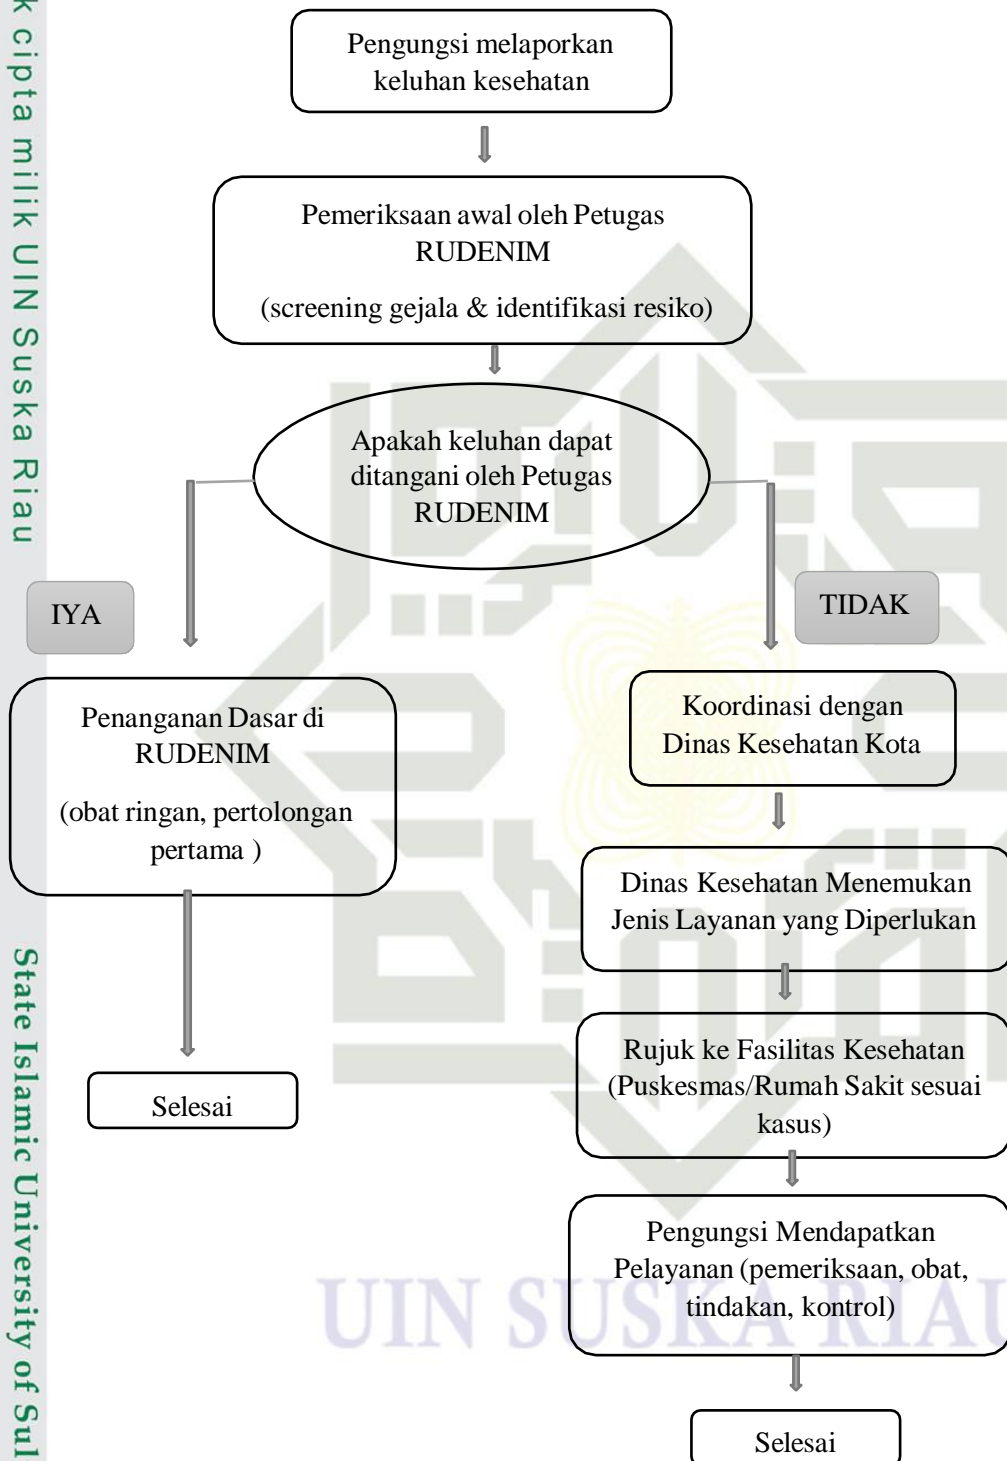 k cipta milik UIN Suska Riau
State Islamic University of Sul
Pengungsi melaporkan
keluhan kesehatan
Pemeriksaan awal oleh Petugas
RUDENIM
(screening gejala & identifikasi resiko)
Apakah keluhan dapat
ditangani oleh Petugas
RUDENIM
IYA
TIDAK
Penanganan Dasar di
RUDENIM
(obat ringan, pertolongan
pertama )
Selesai
Koordinasi dengan
Dinas Kesehatan Kota
Dinas Kesehatan Menemukan
Jenis Layanan yang Diperlukan
Rujuk ke Fasilitas Kesehatan
(Puskesmas/Rumah Sakit sesuai
kasus)
Pengungsi Mendapatkan
Pelayanan (pemeriksaan, obat,
tindakan, kontrol)
UIN SUSKA RIAU
Selesai